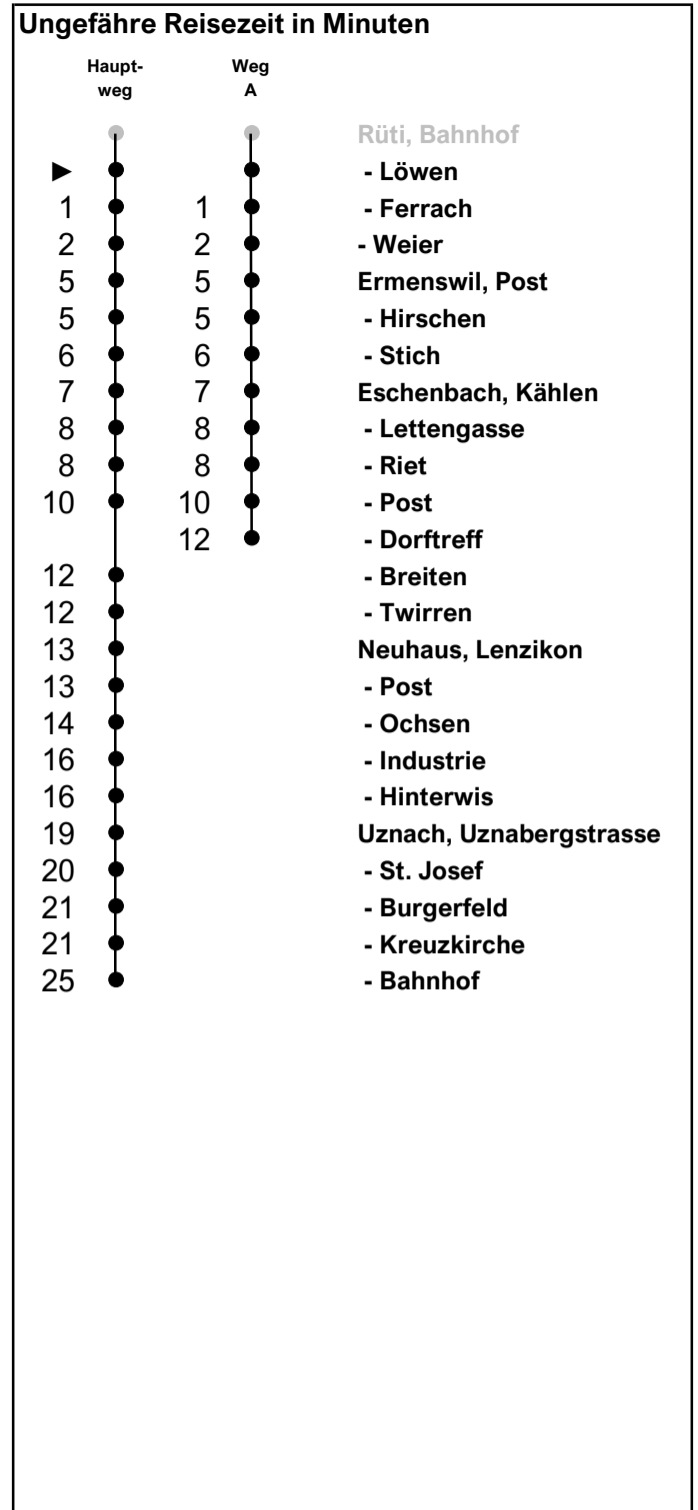 Ungefähre Reisezeit in Minuten
Haupt- Weg
weg A
Rüti, Bahnhof
► - Löwen
1 1 - Ferrach
2 2 - Weier
5 5 Ermenswil, Post
5 5 - Hirschen
6 6 - Stich
7 7 Eschenbach, Kählen
8 8 - Lettengasse
8 8 - Riet
10 10 - Post
12 - Dorftreff
12 - Breiten
12 - Twirren
13 Neuhaus, Lenzikon
13 - Post
14 - Ochsen
16 - Industrie
16 - Hinterwis
19 Uznach, Uznabergstrasse
20 - St. Josef
21 - Burgerfeld
21 - Kreuzkirche
25 - Bahnhof